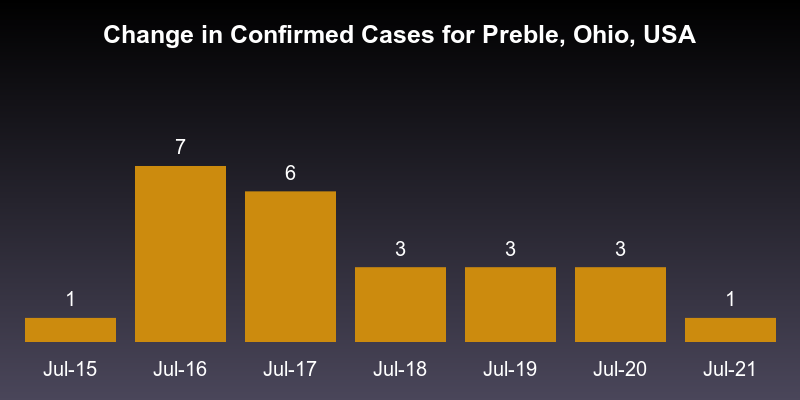 Change in Confirmed Cases for Preble, Ohio, USA
7
6
3
3
3
1
1
Jul-15
Jul-16
Jul-17
Jul-18
Jul-19
Jul-20
Jul-21